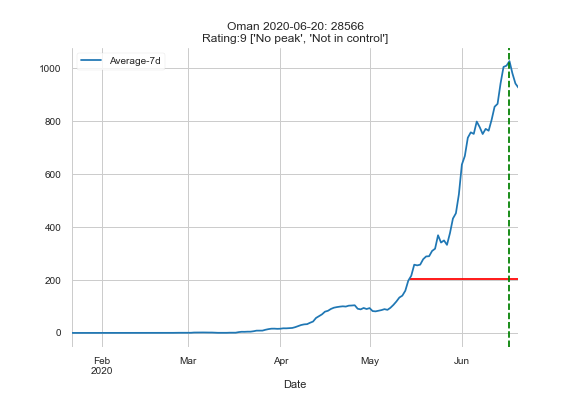 Oman 2020-06-20: 28566
Rating:9 ['No peak', 'Not in control']
Average-7d
1000
800
600
400
200
0
Feb Mar Apr May Jun
2020
Date